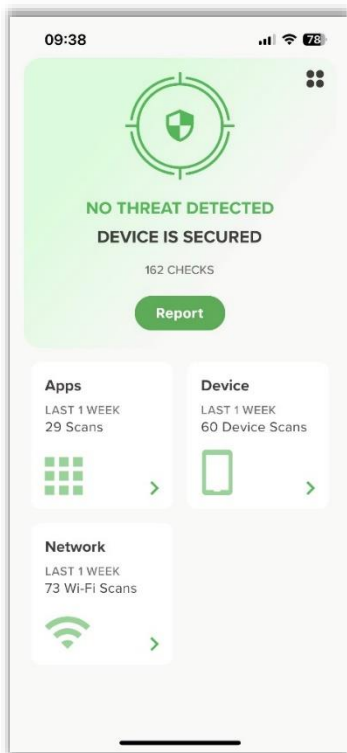 09:38
78
NO THREAT DETECTED
DEVICE IS SECURED
162 CHECKS
Report
Apps
LAST 1 WEEK
29 Scans
Device
LAST 1 WEEK
60 Device Scans
Network
LAST 1 WEEK
73 Wi-Fi Scans